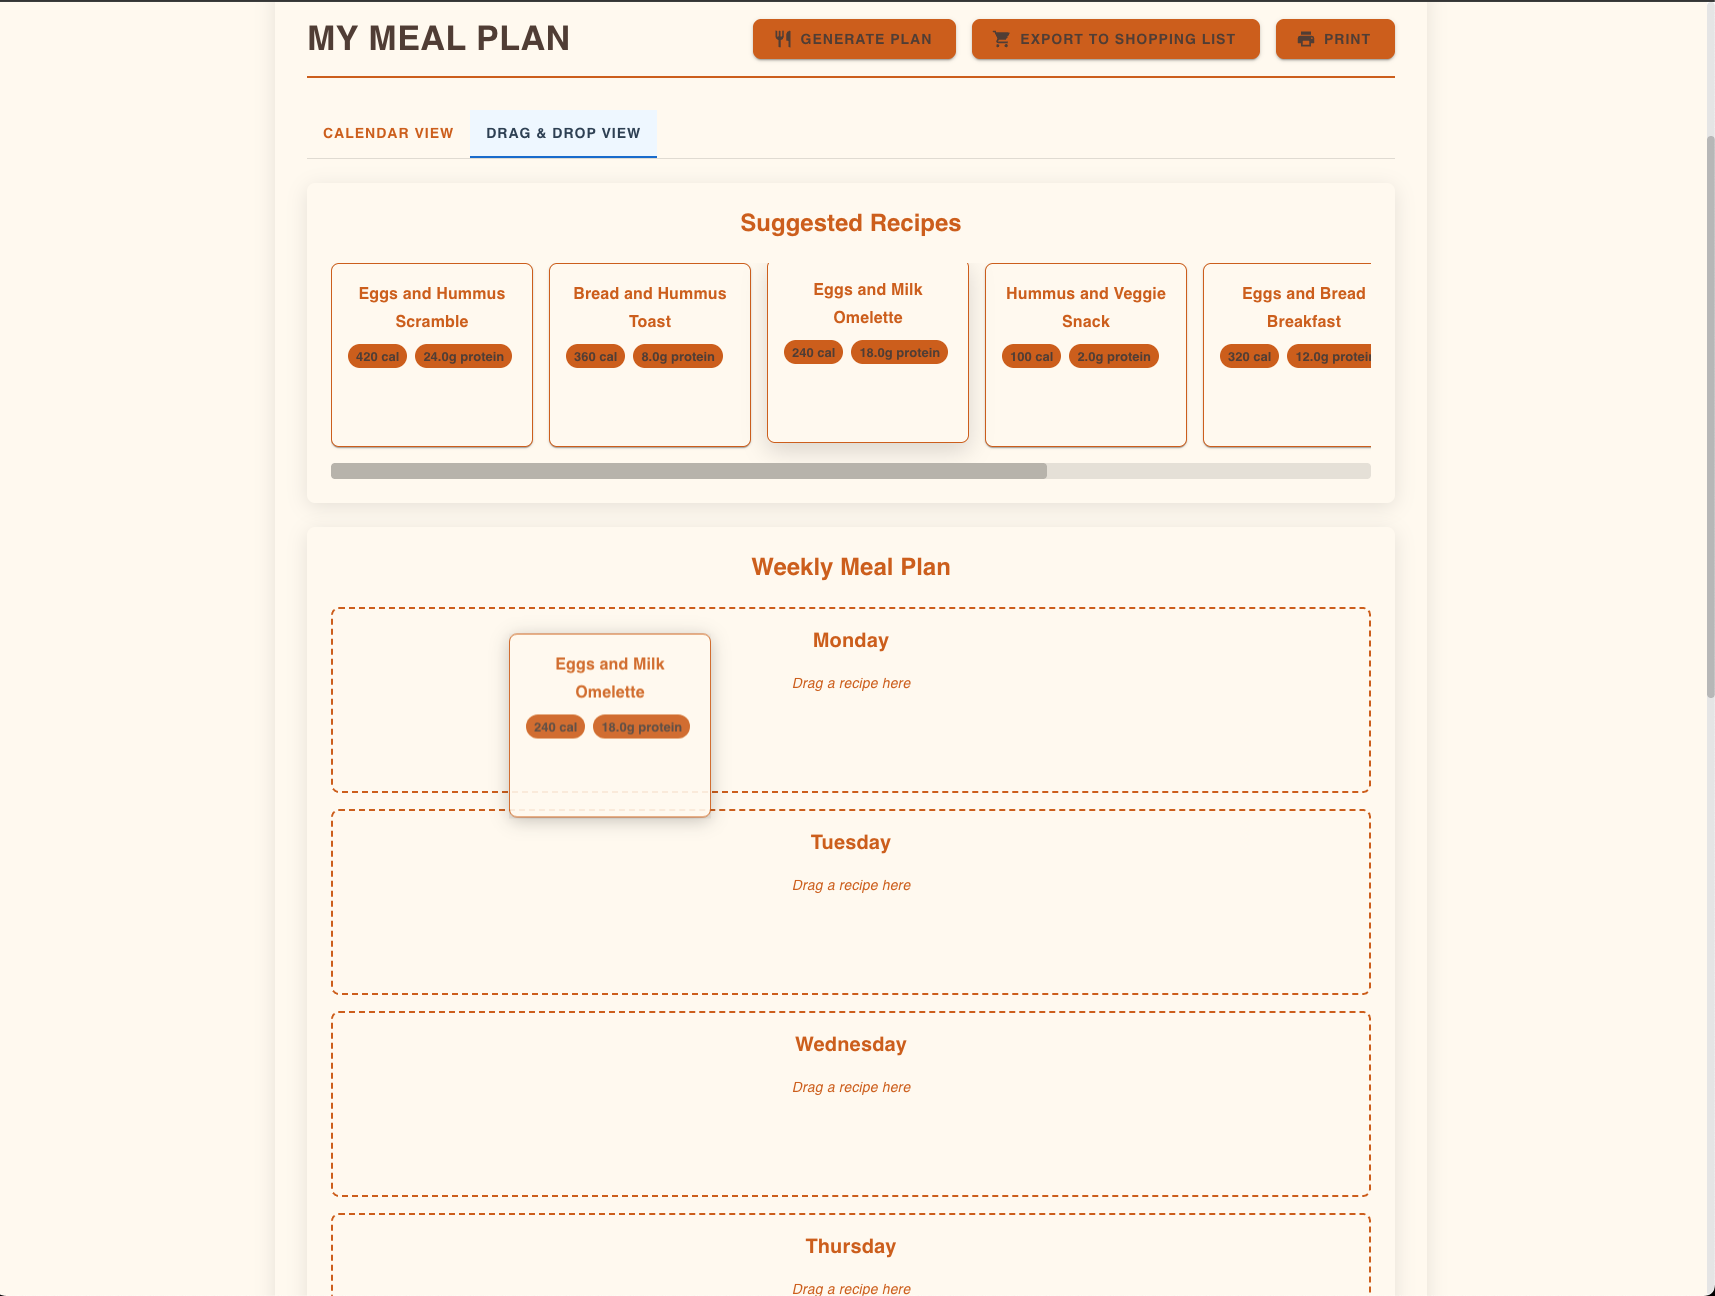 MY MEAL PLAN
GENERATE PLAN
EXPORT TO SHOPPING LIST
PRINT
CALENDAR VIEW
DRAG & DROP VIEW
Suggested Recipes
Eggs and Hummus
Scramble
420 cal
24.0g protein
Bread and Hummus
Toast
360 cal
8.0g protein
Eggs and Milk
Omelette
240 cal
18.0g protein
Hummus and Veggie
Snack
100 cal
2.0g protein
Eggs and Bread
Breakfast
320 cal
12.0g protein
Weekly Meal Plan
Monday
Drag a recipe here
Eggs and Milk
Omelette
240 cal
18.0g protein
Tuesday
Drag a recipe here
Wednesday
Drag a recipe here
Thursday
Drag a recipe here